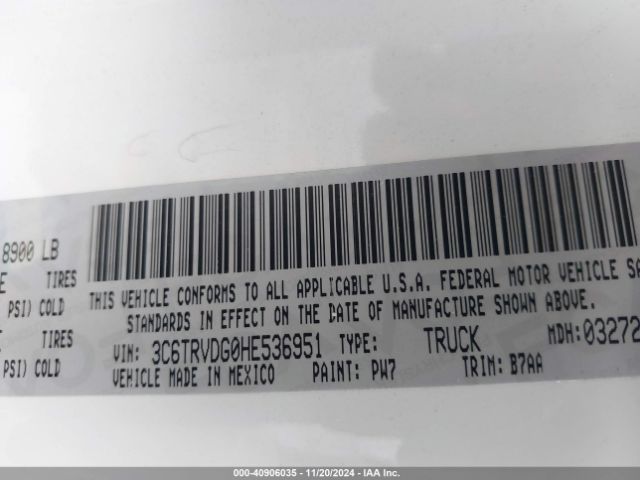 8900 LB
E TIRES
PSI) COLD
E TIRES
PSI) COLD
THIS VEHICLE CONFORMS TO ALL APPLICABLE U.S.A. FEDERAL MOTOR VEHICLE SA
STANDARDS IN EFFECT ON THE DATE OF MANUFACTURE SHOWN ABOVE.
VIN: 3C6TRVDG0HE536951 TYPE: TRUCK MDH: 03272
VEHICLE MADE IN MEXICO PAINT: PW7 TRIM: B7AA
000-40906035 - 11/20/2024 - IAA Inc.